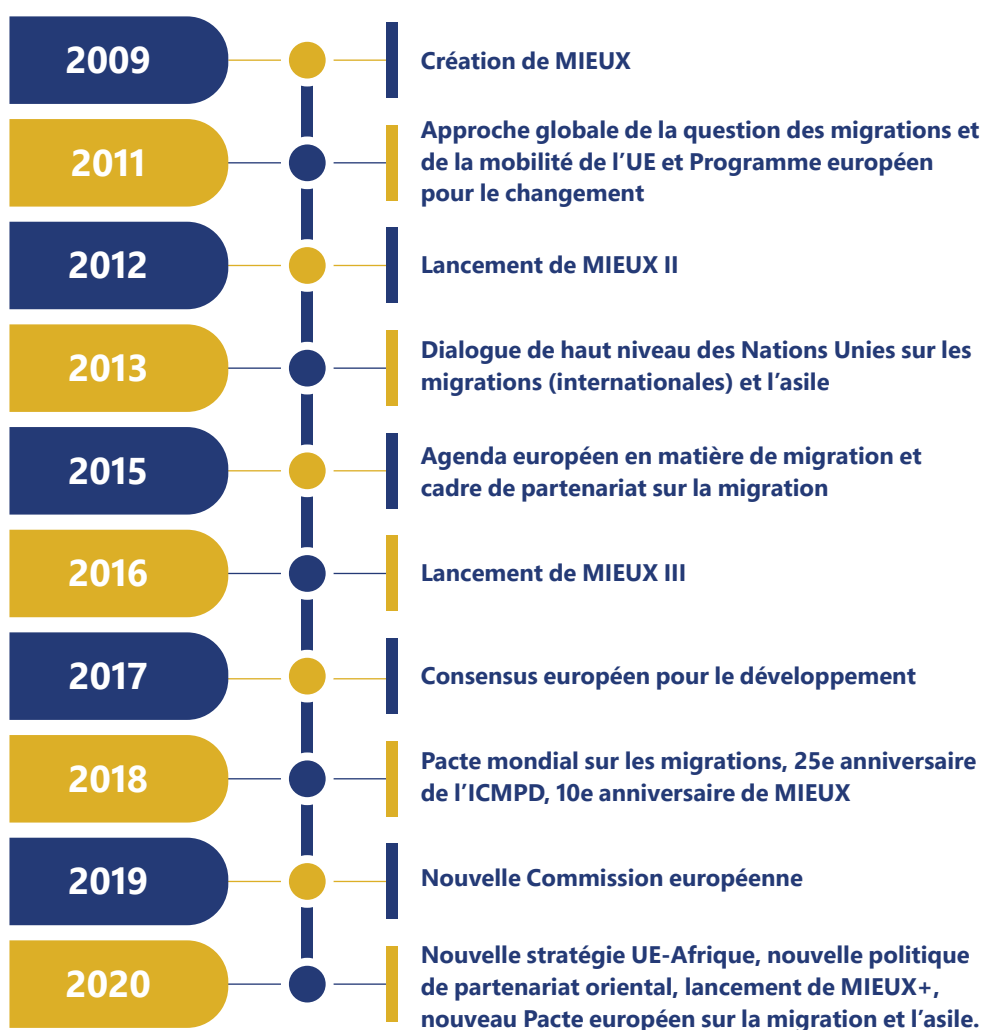 2009
Création de MIEUX
2011
Approche globale de la question des migrations et
de la mobilité de l’UE et Programme européen
pour le changement
2012
Lancement de MIEUX II
2013
Dialogue de haut niveau des Nations Unies sur les
migrations (internationales) et l’asile
2015
Agenda européen en matière de migration et
cadre de partenariat sur la migration
2016
Lancement de MIEUX III
2017
Consensus européen pour le développement
2018
Pacte mondial sur les migrations, 25e anniversaire
de l’ICMPD, 10e anniversaire de MIEUX
2019
Nouvelle Commission européenne
2020
Nouvelle stratégie UE-Afrique, nouvelle politique
de partenariat oriental, lancement de MIEUX+,
nouveau Pacte européen sur la migration et l’asile.